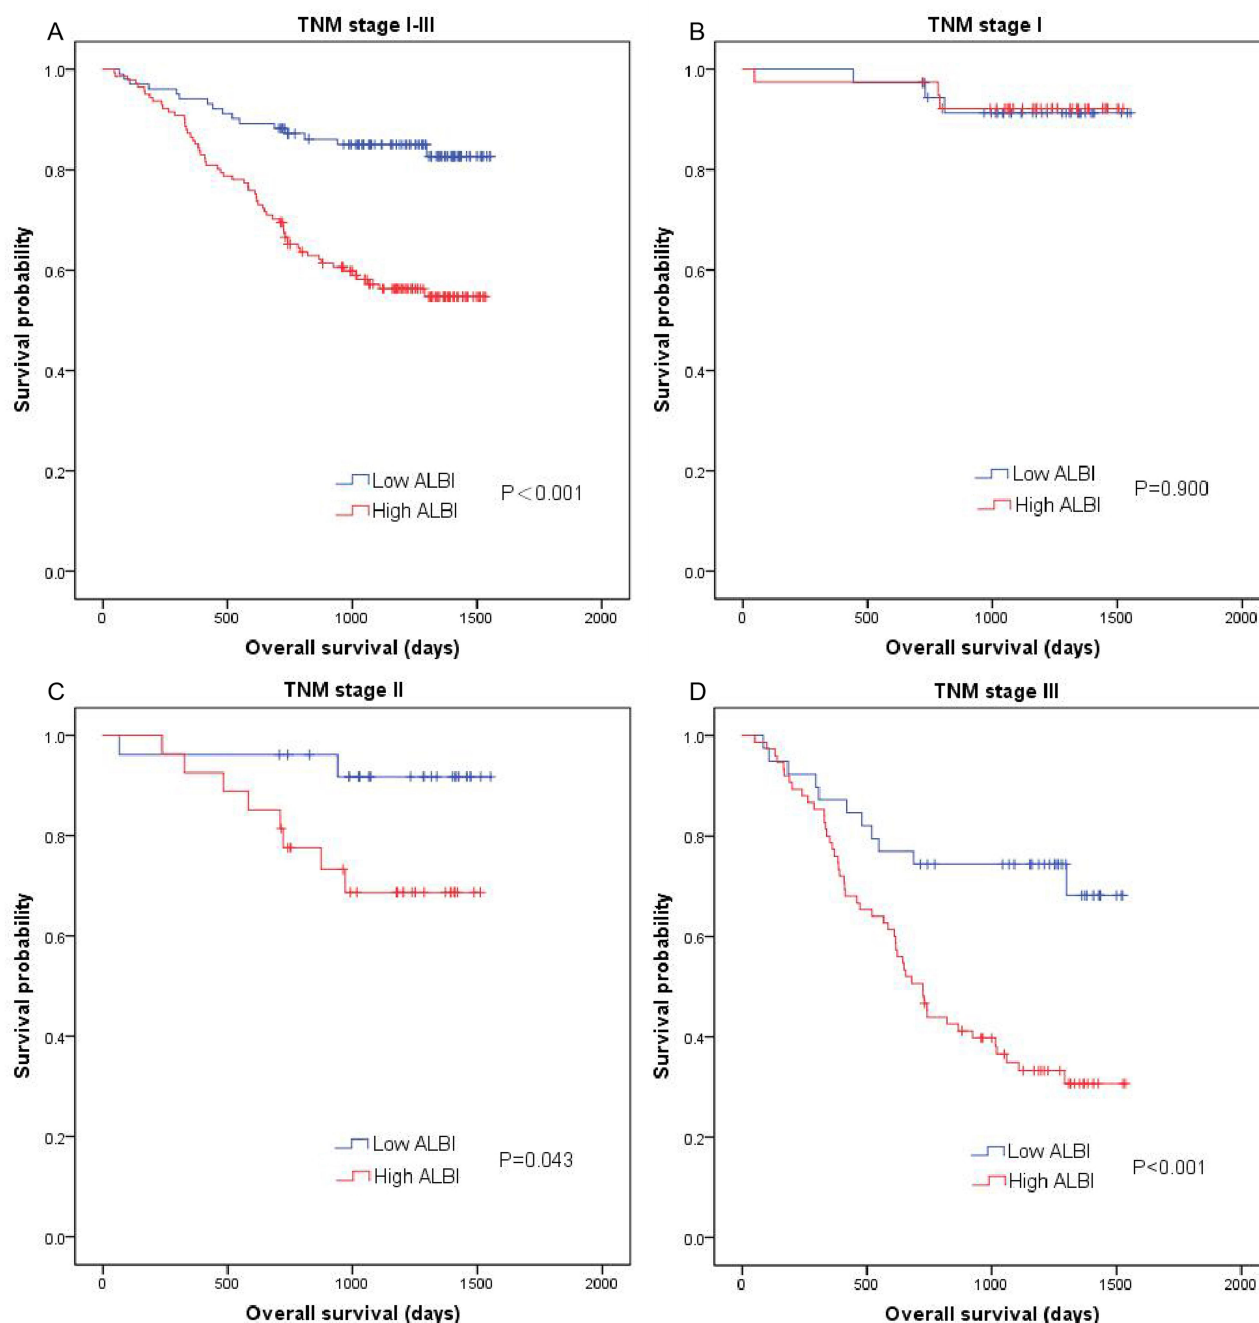 A
TNM stage I-III
1.0
0.8
0.6
0.4
0.2
0.0
Survival probability
Low ALBI
High ALBI
P<0.001
0
500
1000
1500
2000
Overall survival (days)
B
TNM stage I
1.0
0.8
0.6
0.4
0.2
0.0
Survival probability
Low ALBI
High ALBI
P=0.900
0
500
1000
1500
2000
Overall survival (days)
C
TNM stage II
1.0
0.8
0.6
0.4
0.2
0.0
Survival probability
Low ALBI
High ALBI
P=0.043
0
500
1000
1500
2000
Overall survival (days)
D
TNM stage III
1.0
0.8
0.6
0.4
0.2
0.0
Survival probability
Low ALBI
High ALBI
P<0.001
0
500
1000
1500
2000
Overall survival (days)